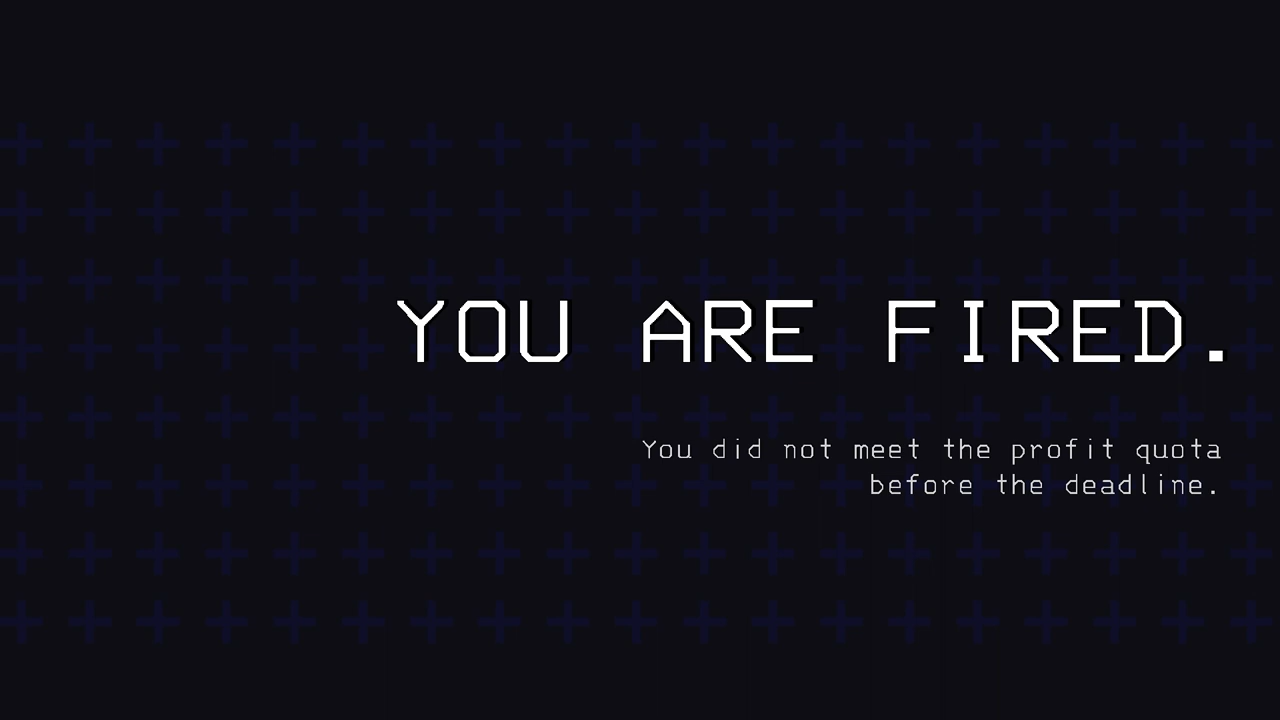 YOU ARE FIRED.
You did not meet the profit quota
before the deadline.